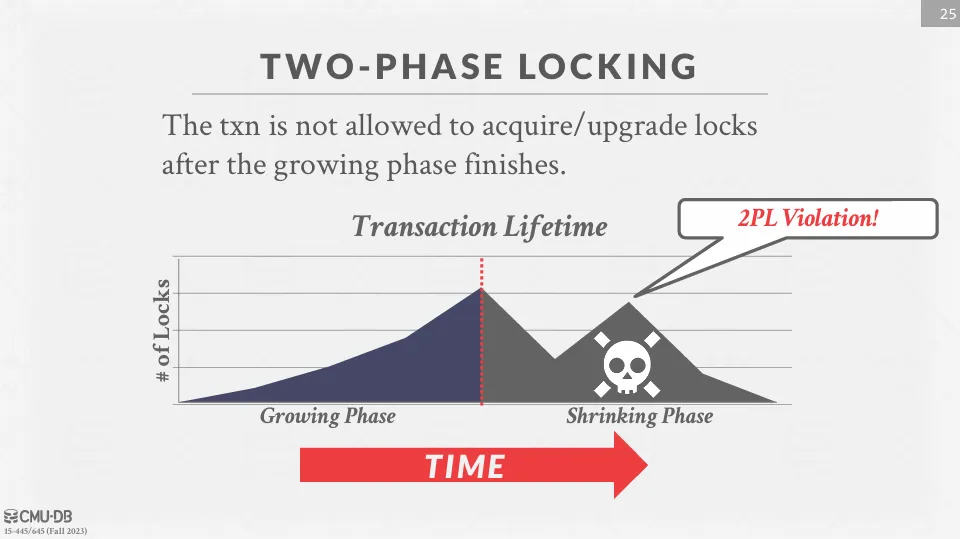 25
TWO-PHASE LOCKING
The txn is not allowed to acquire/upgrade locks
after the growing phase finishes.
Transaction Lifetime
2PL Violation!
# of Locks
Growing Phase
Shrinking Phase
TIME
CMU·DB
15-445/645 (Fall 2023)